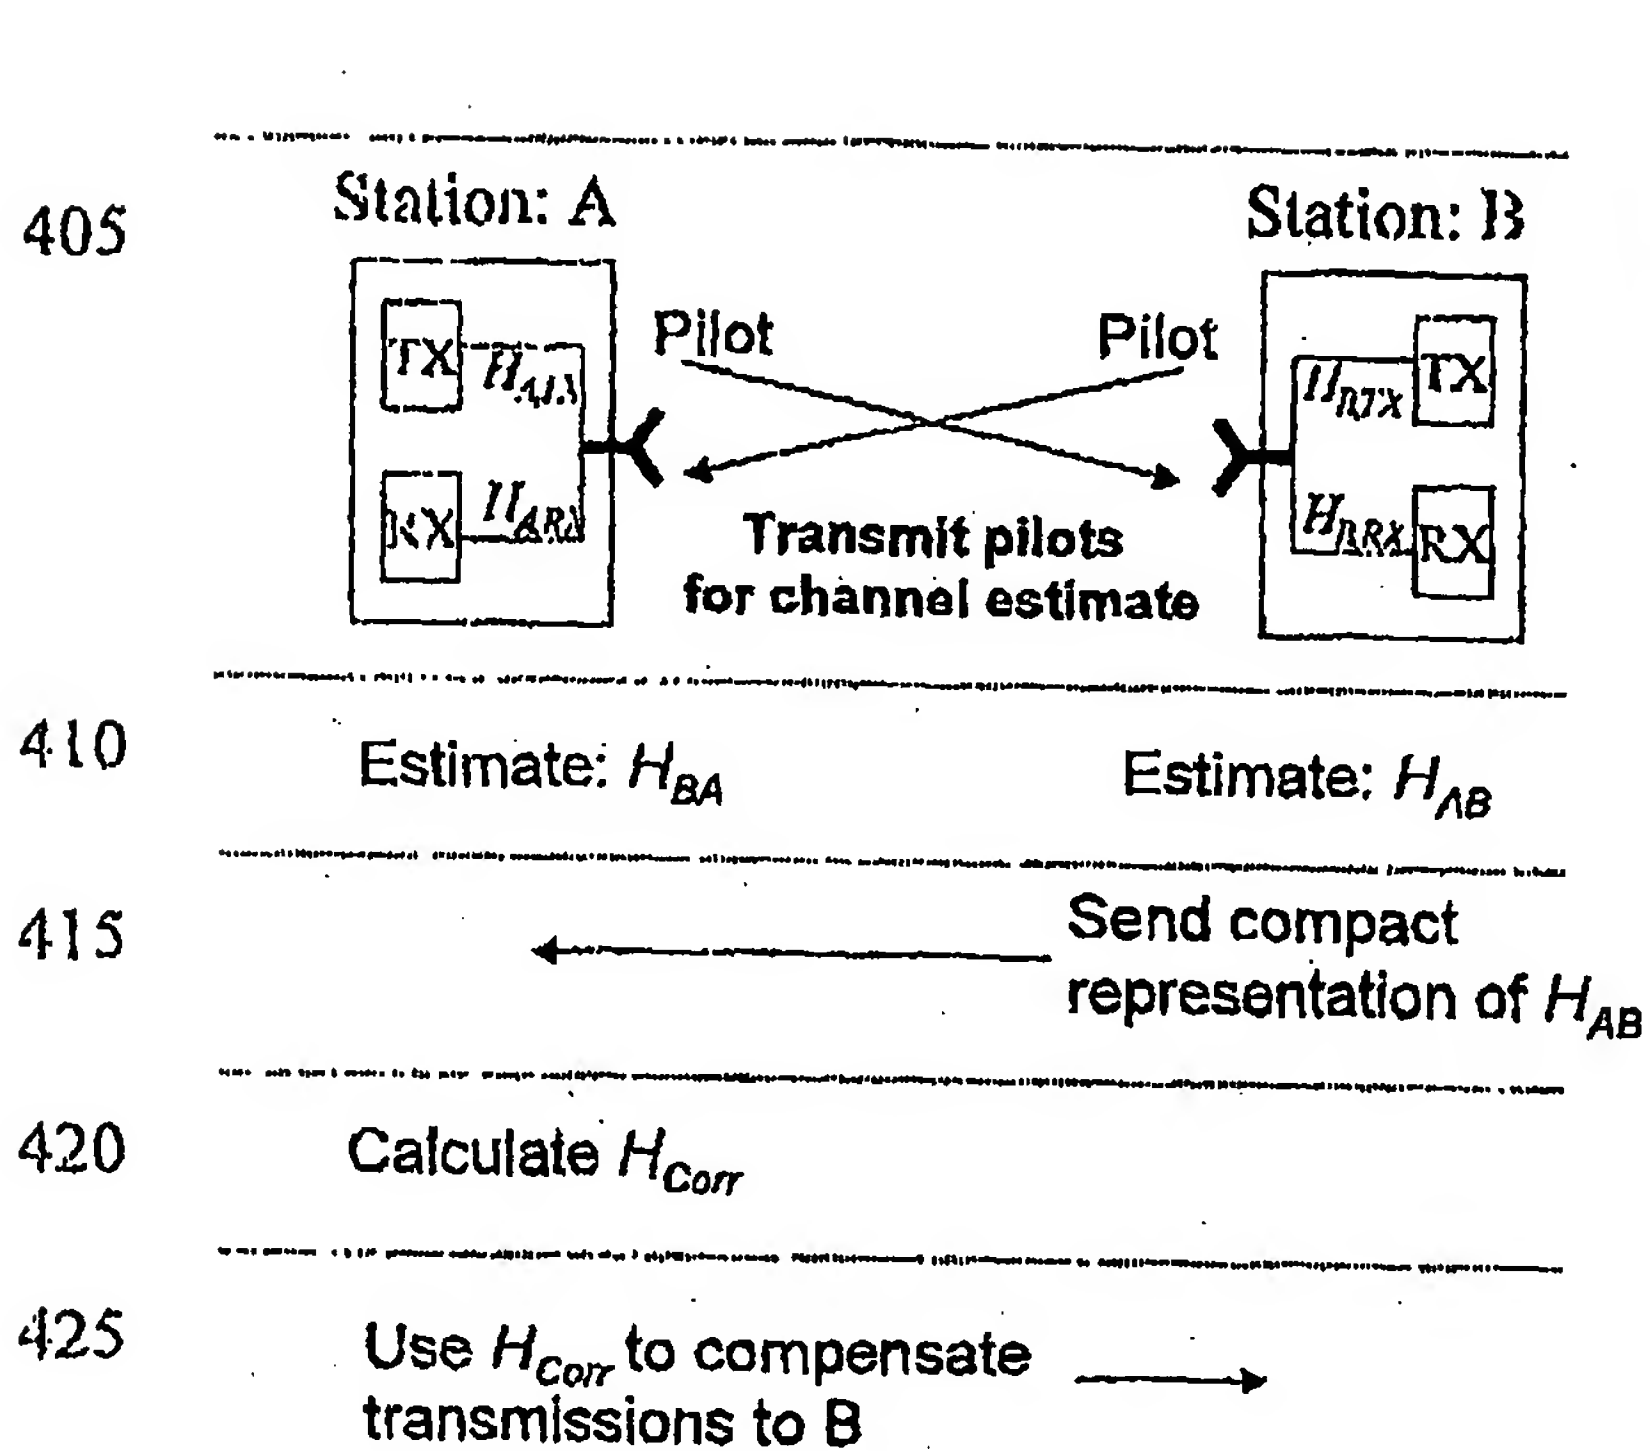 405
Station: A
Station: B
TX
H_ATX
Pilot
Pilot
H_BTX
TX
RX
H_ARX
H_BRX
RX
Transmit pilots
for channel estimate
410
Estimate: H_BA
Estimate: H_AB
415
Send compact
representation of H_AB
420
Calculate H_Corr
425
Use H_Corr to compensate
transmissions to B